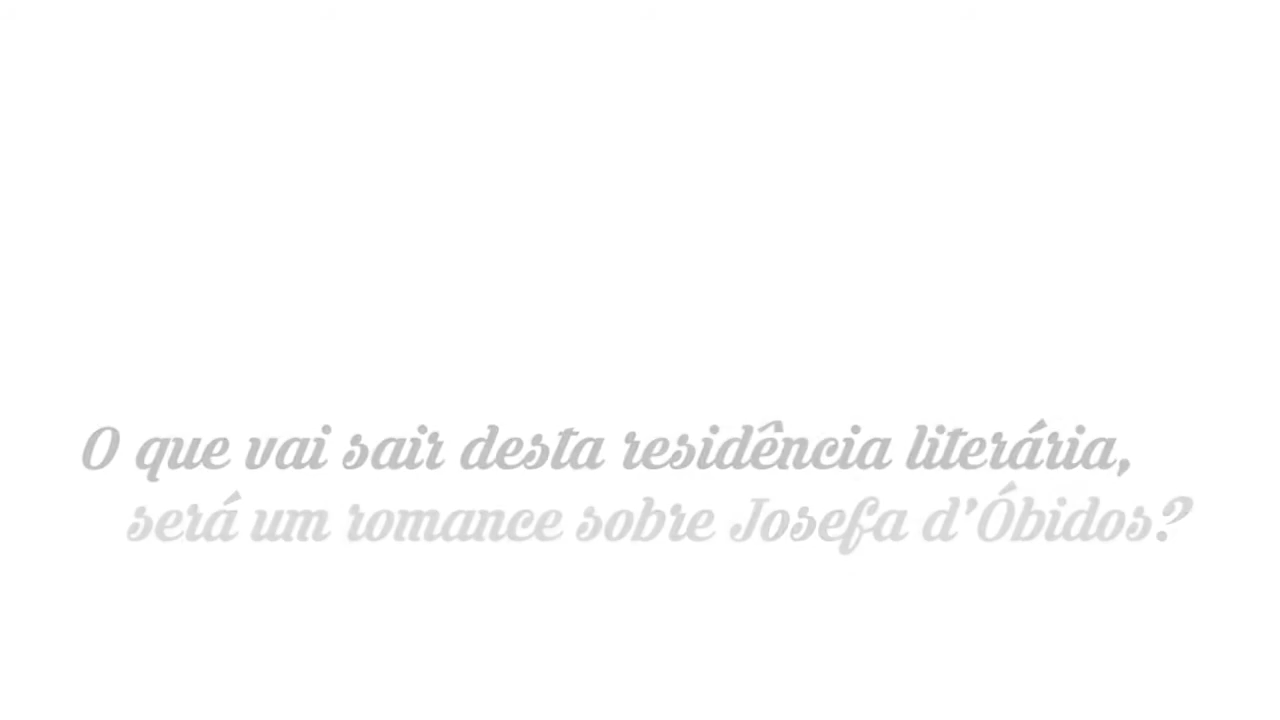 O que vai sair desta residência literária,
será um romance sobre Josefa d'Óbidos?